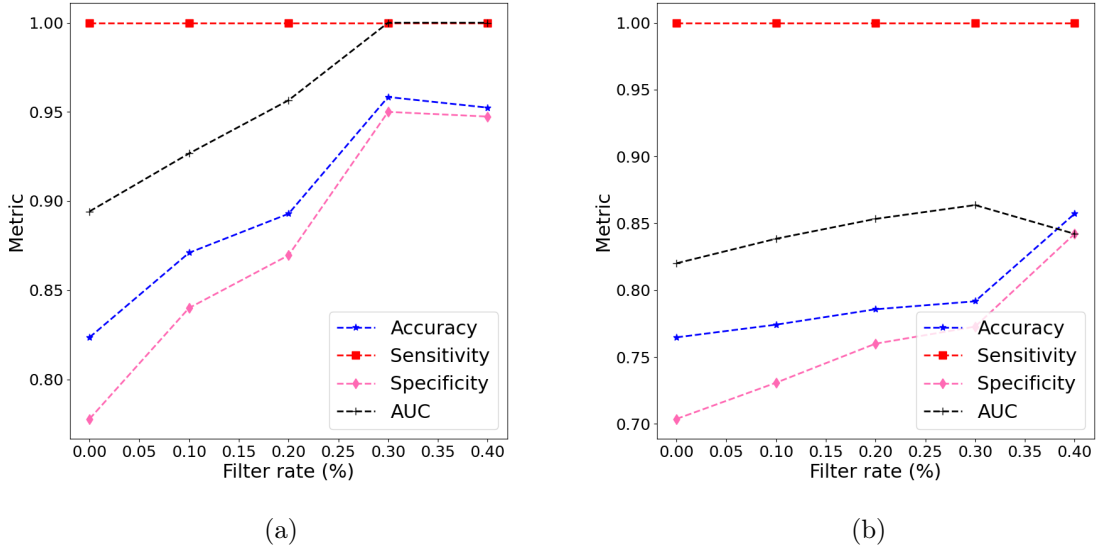 1.00
0.95
0.90
0.85
0.80
Metric
0.00 0.05 0.10 0.15 0.20 0.25 0.30 0.35 0.40
Filter rate (%)
Accuracy
Sensitivity
Specificity
AUC
(a)
1.00
0.95
0.90
0.85
0.80
0.75
0.70
Metric
0.00 0.05 0.10 0.15 0.20 0.25 0.30 0.35 0.40
Filter rate (%)
Accuracy
Sensitivity
Specificity
AUC
(b)